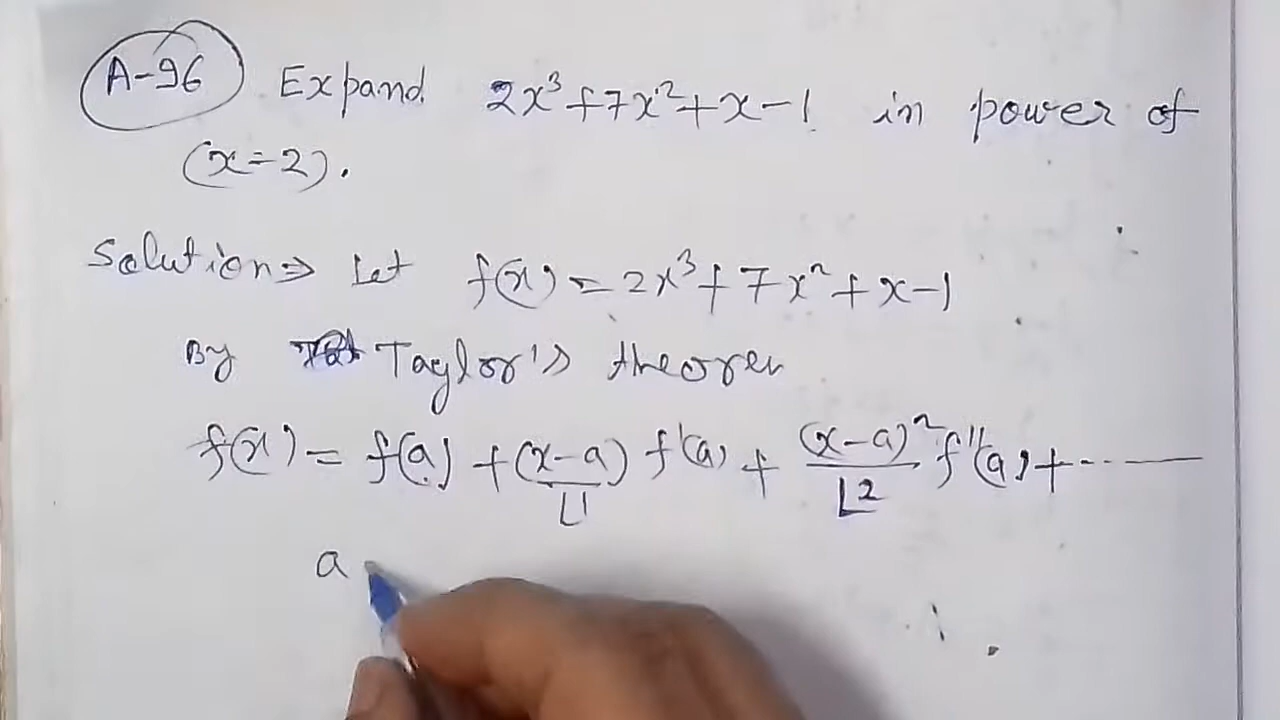 A-96 Expand 2x³+7x²+x-1 in power of
(x-2).
Solution⇒ Let f(x) = 2x³+7x²+x-1
By Taylor's theorem
f(x) = f(a) + (x-a)/⌊1 f'(a) + (x-a)²/⌊2 f''(a) + ------
a